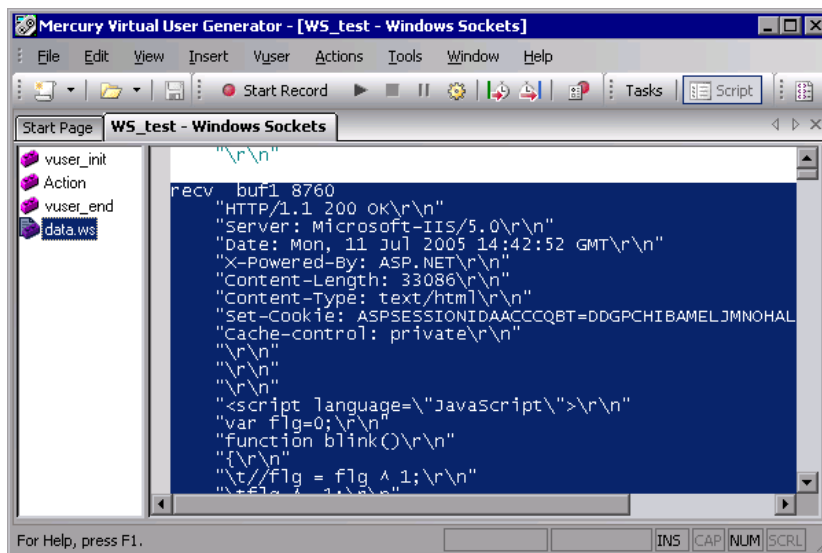 Mercury Virtual User Generator - [WS_test - Windows Sockets]
File Edit View Insert Vuser Actions Tools Window Help
Start Record Tasks Script
Start Page WS_test - Windows Sockets
vuser_init
Action
vuser_end
data.ws
"\r\n"
recv buf1 8760
"HTTP/1.1 200 OK\r\n"
"Server: Microsoft-IIS/5.0\r\n"
"Date: Mon, 11 Jul 2005 14:42:52 GMT\r\n"
"X-Powered-By: ASP.NET\r\n"
"Content-Length: 33086\r\n"
"Content-Type: text/html\r\n"
"Set-Cookie: ASPSESSIONIDAACCCQBT=DDGPCHIBAMELJMNOHAL
"Cache-control: private\r\n"
"\r\n"
"\r\n"
"\r\n"
"<script language=\"JavaScript\">\r\n"
"var flg=0;\r\n"
"function blink()\r\n"
"{\r\n"
"\t//flg = flg ^ 1;\r\n"
For Help, press F1.
INS CAP NUM SCRL